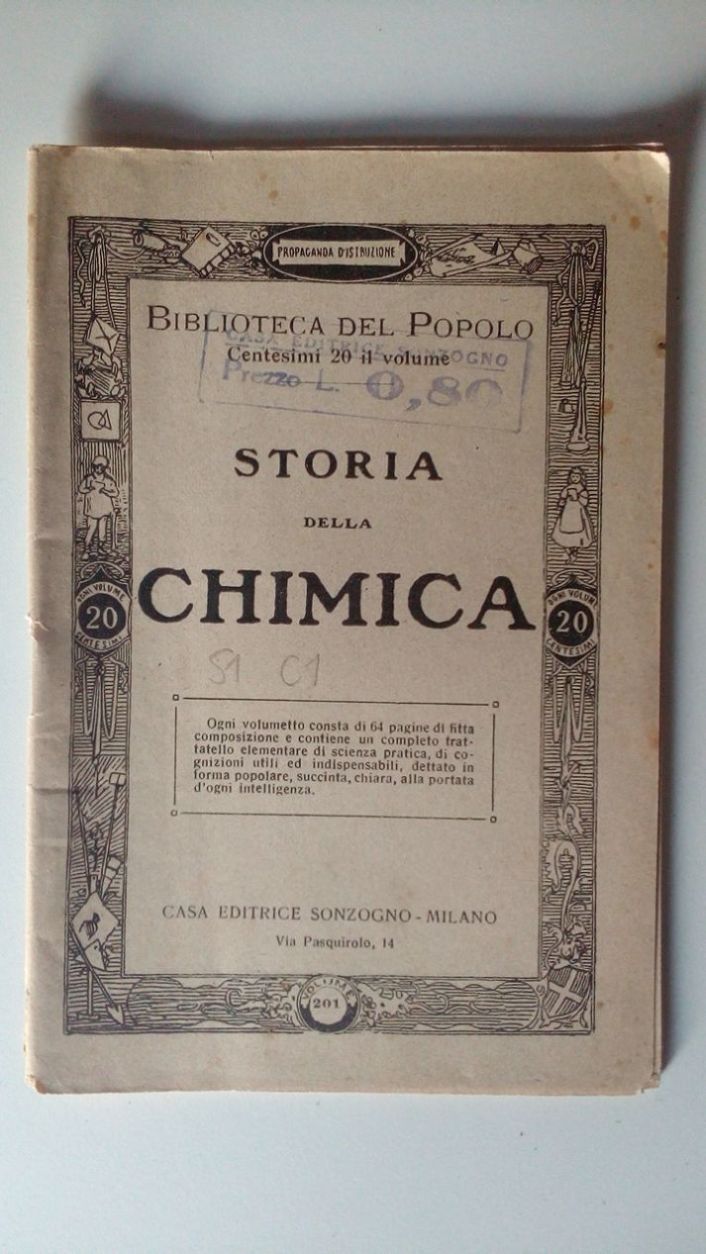 PROPAGANDA D'ISTRUZIONE
BIBLIOTECA DEL POPOLO
Centesimi 20 il volume
CASA EDITRICE SONZOGNO
Prezzo L. 0,80
STORIA
DELLA
CHIMICA
OGNI VOLUME
20
CENTESIMI
OGNI VOLUME
20
CENTESIMI
S1 C1
Ogni volumetto consta di 64 pagine di fitta
composizione e contiene un completo trat-
tatello elementare di scienza pratica, di co-
gnizioni utili ed indispensabili, dettato in
forma popolare, succinta, chiara, alla portata
d'ogni intelligenza.
CASA EDITRICE SONZOGNO - MILANO
Via Pasquirolo, 14
VOLUME
201